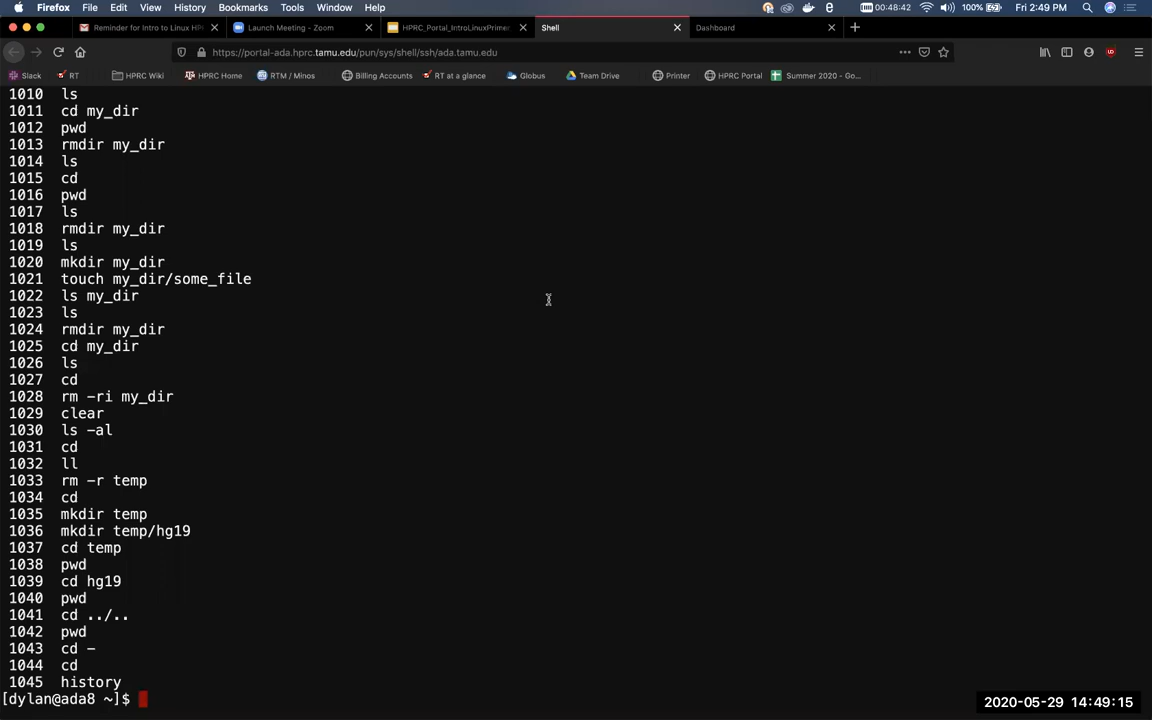 Firefox File Edit View History Bookmarks Tools Window Help 00:48:42 100% Fri 2:49 PM
Reminder for Intro to Linux HPI Launch Meeting - Zoom HPRC_Portal_IntroLinuxPrimer Shell Dashboard
https://portal-ada.hprc.tamu.edu/pun/sys/shell/ssh/ada.tamu.edu
Slack RT HPRC Wiki HPRC Home RTM / Minos Billing Accounts RT at a glance Globus Team Drive Printer HPRC Portal Summer 2020 - Go...
1010 ls
1011 cd my_dir
1012 pwd
1013 rmdir my_dir
1014 ls
1015 cd
1016 pwd
1017 ls
1018 rmdir my_dir
1019 ls
1020 mkdir my_dir
1021 touch my_dir/some_file
1022 ls my_dir
1023 ls
1024 rmdir my_dir
1025 cd my_dir
1026 ls
1027 cd
1028 rm -ri my_dir
1029 clear
1030 ls -al
1031 cd
1032 ll
1033 rm -r temp
1034 cd
1035 mkdir temp
1036 mkdir temp/hg19
1037 cd temp
1038 pwd
1039 cd hg19
1040 pwd
1041 cd ../..
1042 pwd
1043 cd -
1044 cd
1045 history
[dylan@ada8 ~]$
2020-05-29 14:49:15